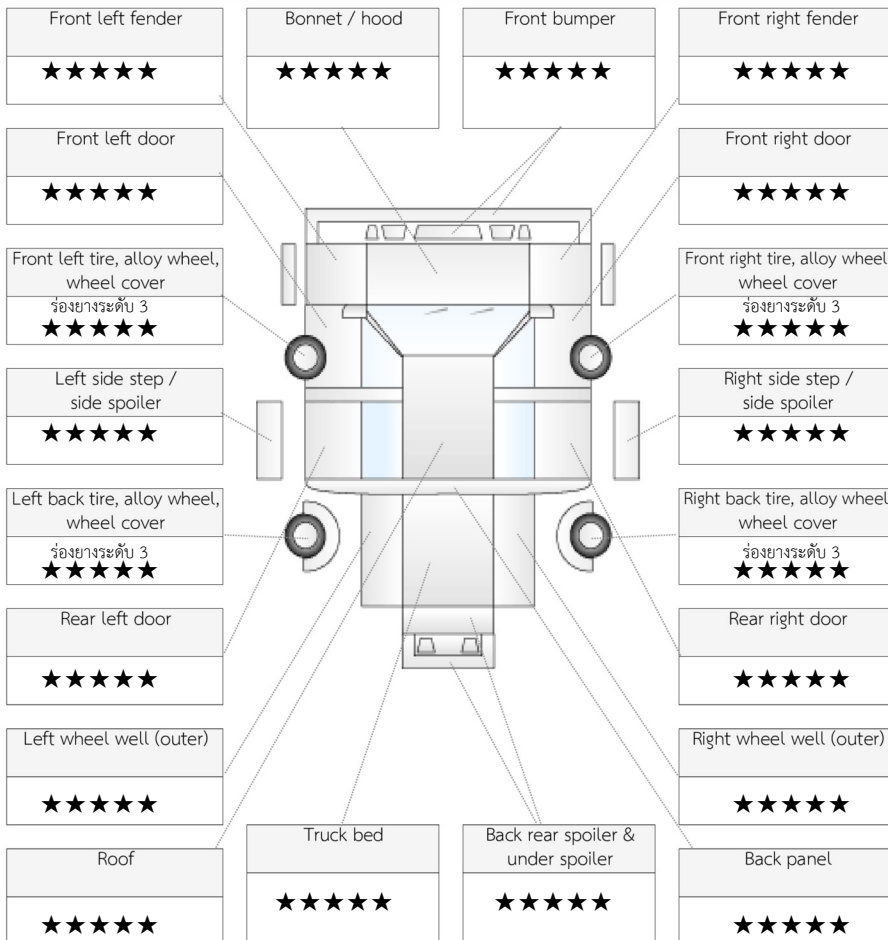 Front left fender
★★★★★
Bonnet / hood
★★★★★
Front bumper
★★★★★
Front right fender
★★★★★
Front left door
★★★★★
Front right door
★★★★★
Front left tire, alloy wheel,
wheel cover
ร่องยางระดับ 3
★★★★★
Front right tire, alloy wheel
wheel cover
ร่องยางระดับ 3
★★★★★
Left side step /
side spoiler
★★★★★
Right side step /
side spoiler
★★★★★
Left back tire, alloy wheel,
wheel cover
ร่องยางระดับ 3
★★★★★
Right back tire, alloy wheel
wheel cover
ร่องยางระดับ 3
★★★★★
Rear left door
★★★★★
Rear right door
★★★★★
Left wheel well (outer)
★★★★★
Right wheel well (outer)
★★★★★
Roof
★★★★★
Truck bed
★★★★★
Back rear spoiler &
under spoiler
★★★★★
Back panel
★★★★★